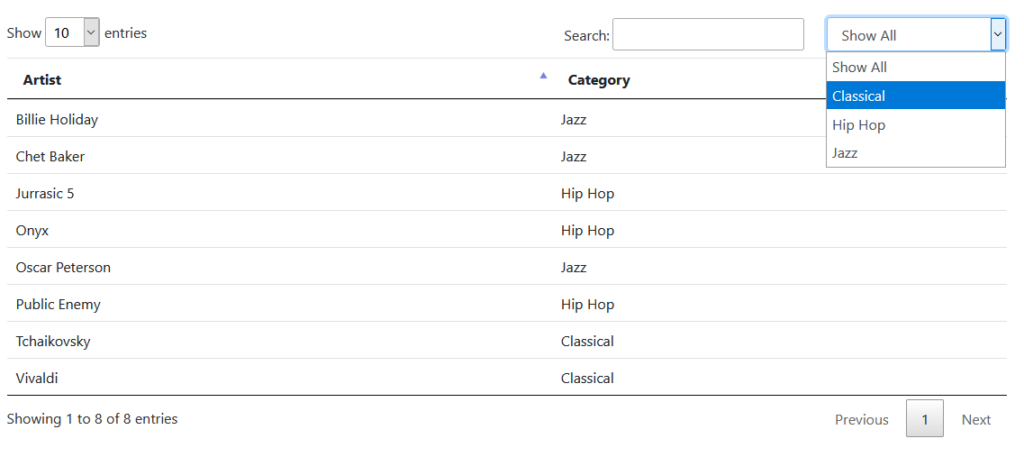 Show 10 entries Search: Show All
Show All
Artist Category
Classical
Billie Holiday Jazz
Hip Hop
Chet Baker Jazz
Jazz
Jurrasic 5 Hip Hop
Onyx Hip Hop
Oscar Peterson Jazz
Public Enemy Hip Hop
Tchaikovsky Classical
Vivaldi Classical
Showing 1 to 8 of 8 entries Previous 1 Next